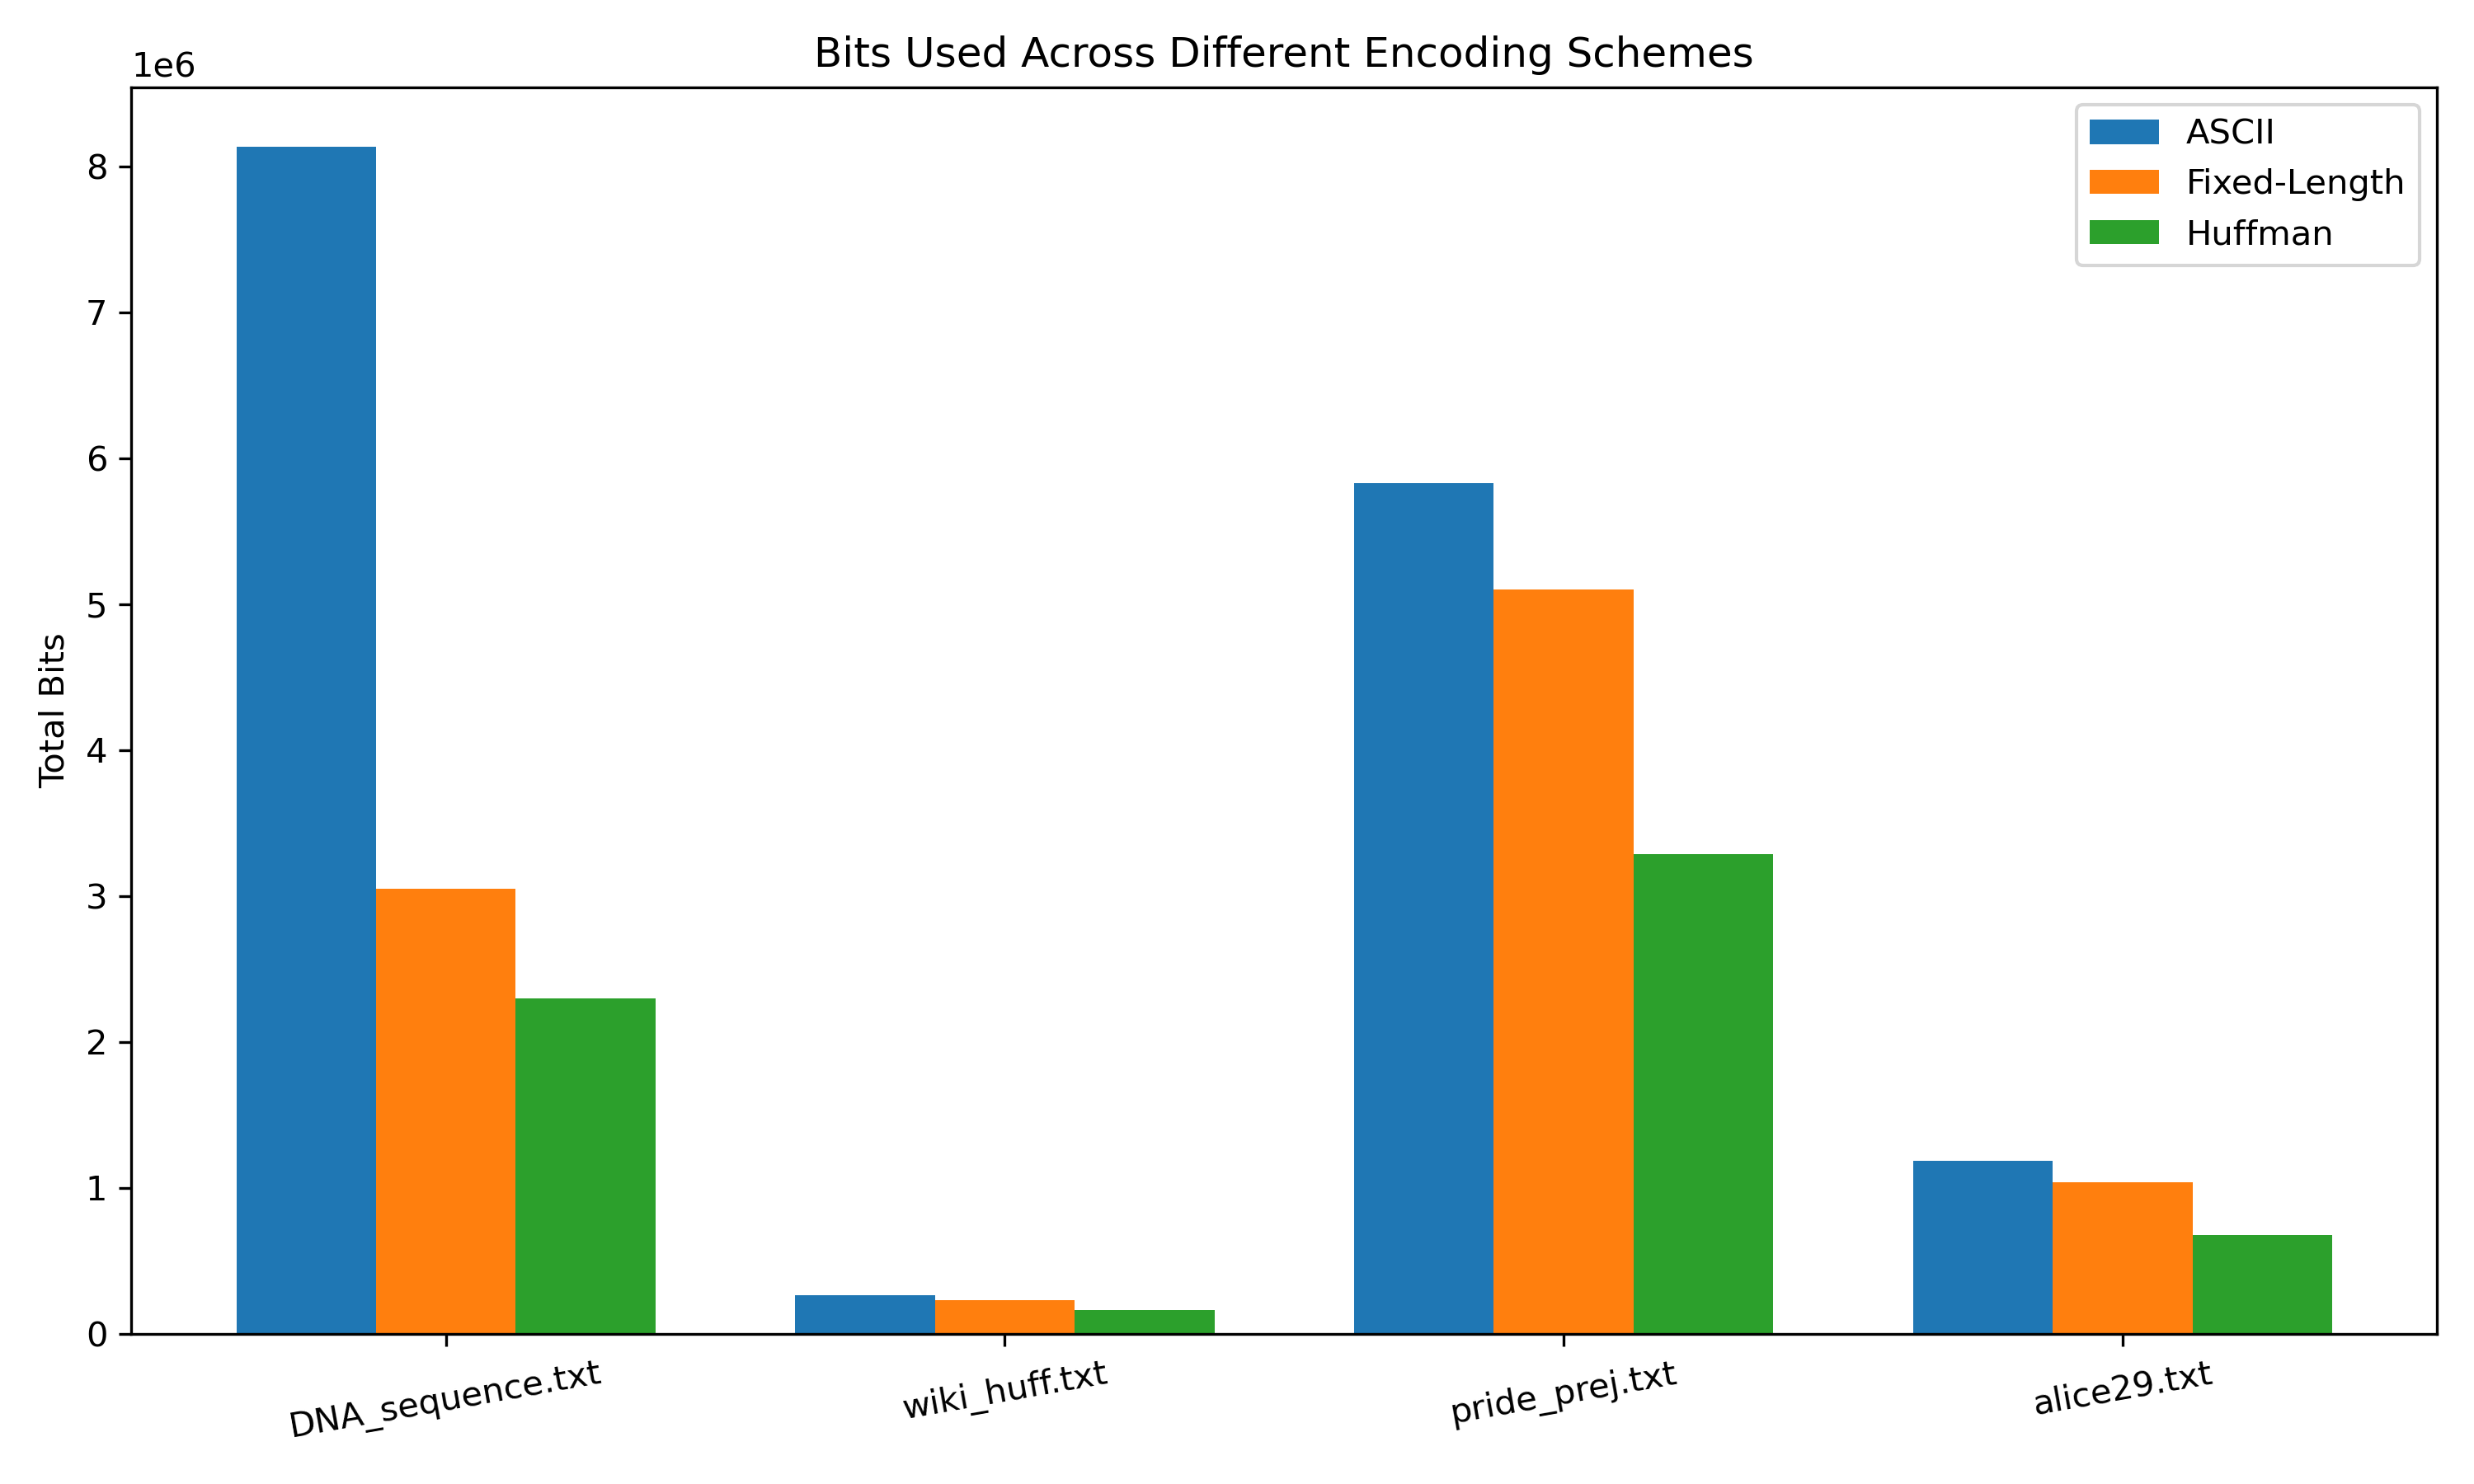 Bits Used Across Different Encoding Schemes
1e6
ASCII
Fixed-Length
Huffman
Total Bits
8
7
6
5
4
3
2
1
0
DNA_sequence.txt
wiki_huff.txt
pride_prej.txt
alice29.txt